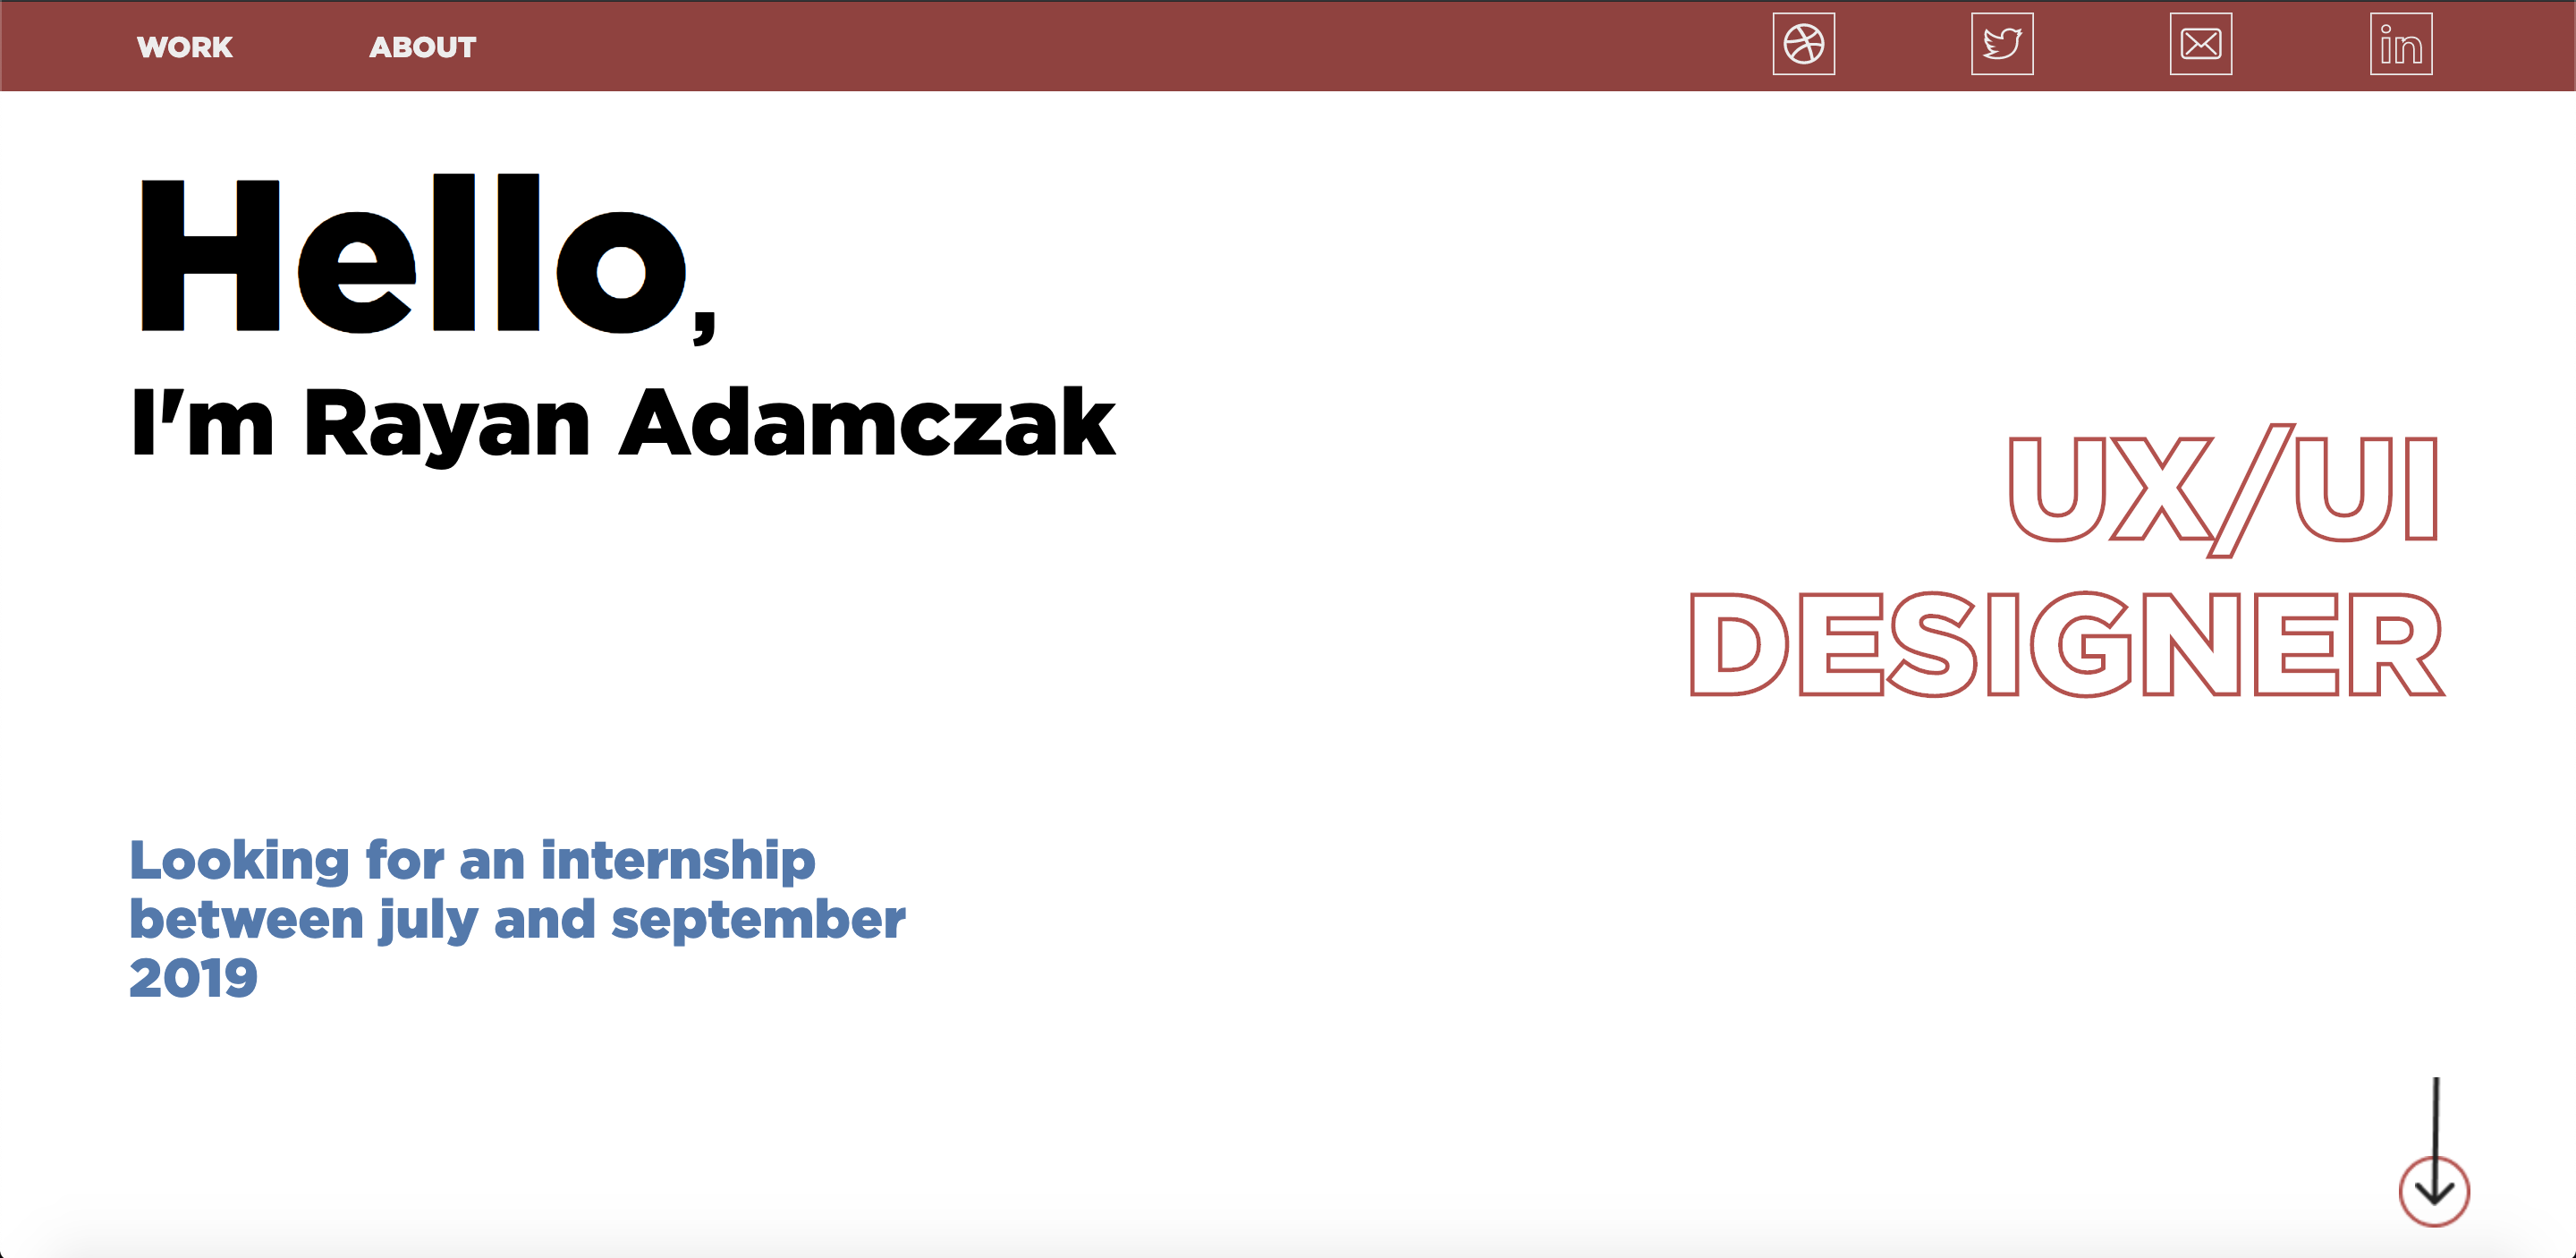 WORK ABOUT in
Hello,
I'm Rayan Adamczak
UX/UI
DESIGNER
Looking for an internship
between july and september
2019